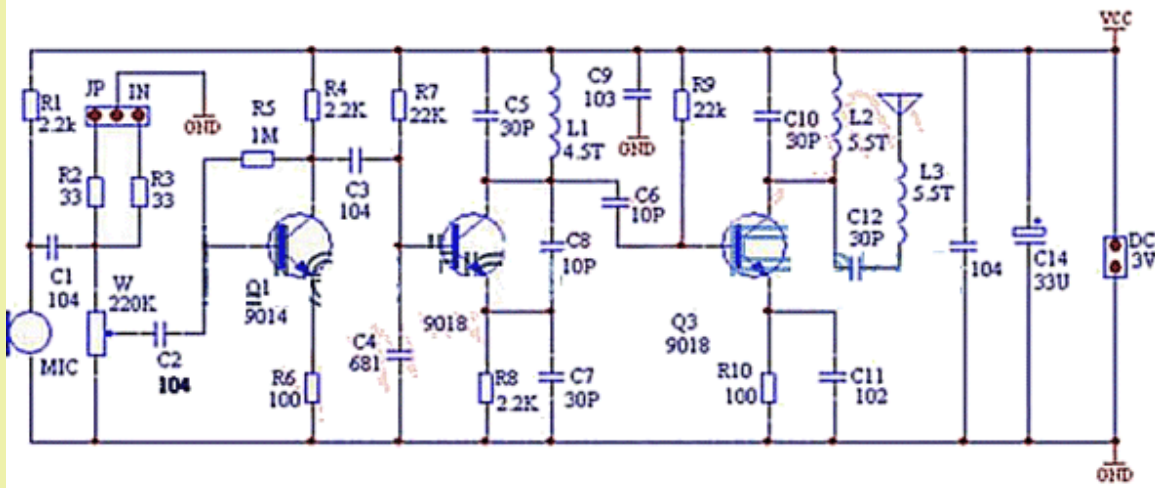 VCC
JP IN
R1
2.2k
GND
R5
1M
R4
2.2K
R7
22K
C5
30P
L1
4.5T
C9
103
GND
R9
22k
C10
30P
L2
5.5T
L3
5.5T
R2
33
R3
33
C3
104
C6
10P
C12
30P
C1
104
W
220K
C8
10P
104
C14
33U
DC
3V
Q1
9014
9018
Q3
9018
MIC
C2
104
C4
681
R6
100
R8
2.2K
C7
30P
R10
100
C11
102
GND